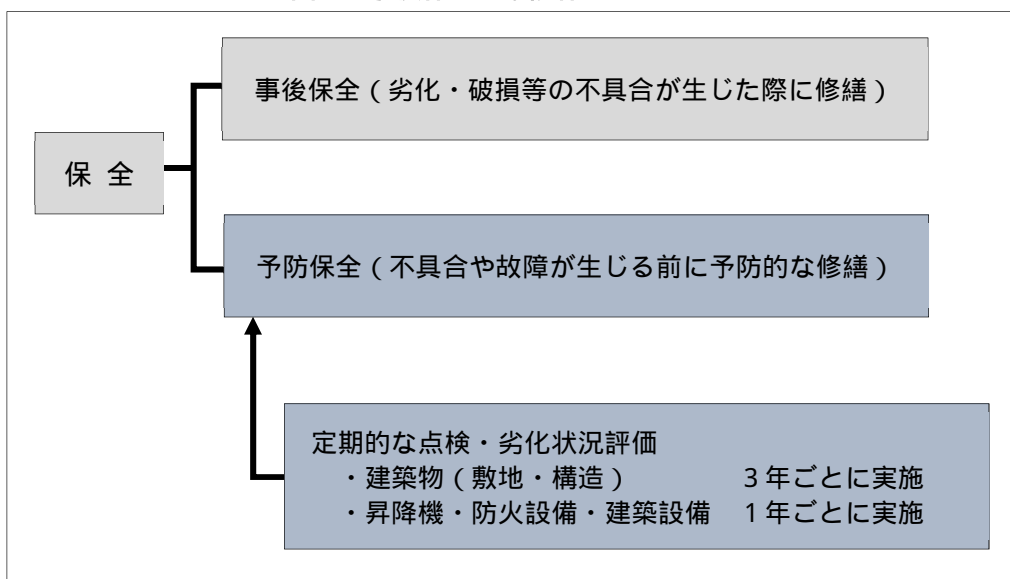 事後保全（劣化・破損等の不具合が生じた際に修繕）
保 全
予防保全（不具合や故障が生じる前に予防的な修繕）
定期的な点検・劣化状況評価
・建築物（敷地・構造） 3年ごとに実施
・昇降機・防火設備・建築設備 1年ごとに実施